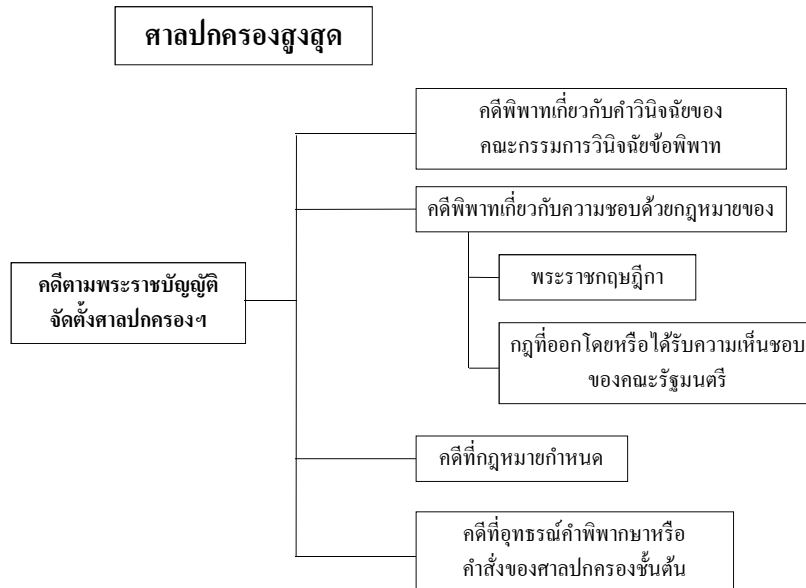 ศาลปกครองสูงสุด
คดีพิพาทเกี่ยวกับคำวินิจฉัยของ
คณะกรรมการวินิจฉัยข้อพิพาท
คดีพิพาทเกี่ยวกับความชอบด้วยกฎหมายของ
คดีตามพระราชบัญญัติ
จัดตั้งศาลปกครองฯ
พระราชกฤษฎีกา
กฎที่ออกโดยหรือได้รับความเห็นชอบ
ของคณะรัฐมนตรี
คดีที่กฎหมายกำหนด
คดีที่อุทธรณ์คำพิพากษาหรือ
คำสั่งของศาลปกครองชั้นต้น